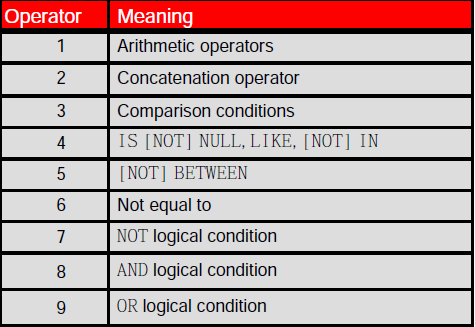 Operator Meaning
1 Arithmetic operators
2 Concatenation operator
3 Comparison conditions
4 IS [NOT] NULL, LIKE, [NOT] IN
5 [NOT] BETWEEN
6 Not equal to
7 NOT logical condition
8 AND logical condition
9 OR logical condition